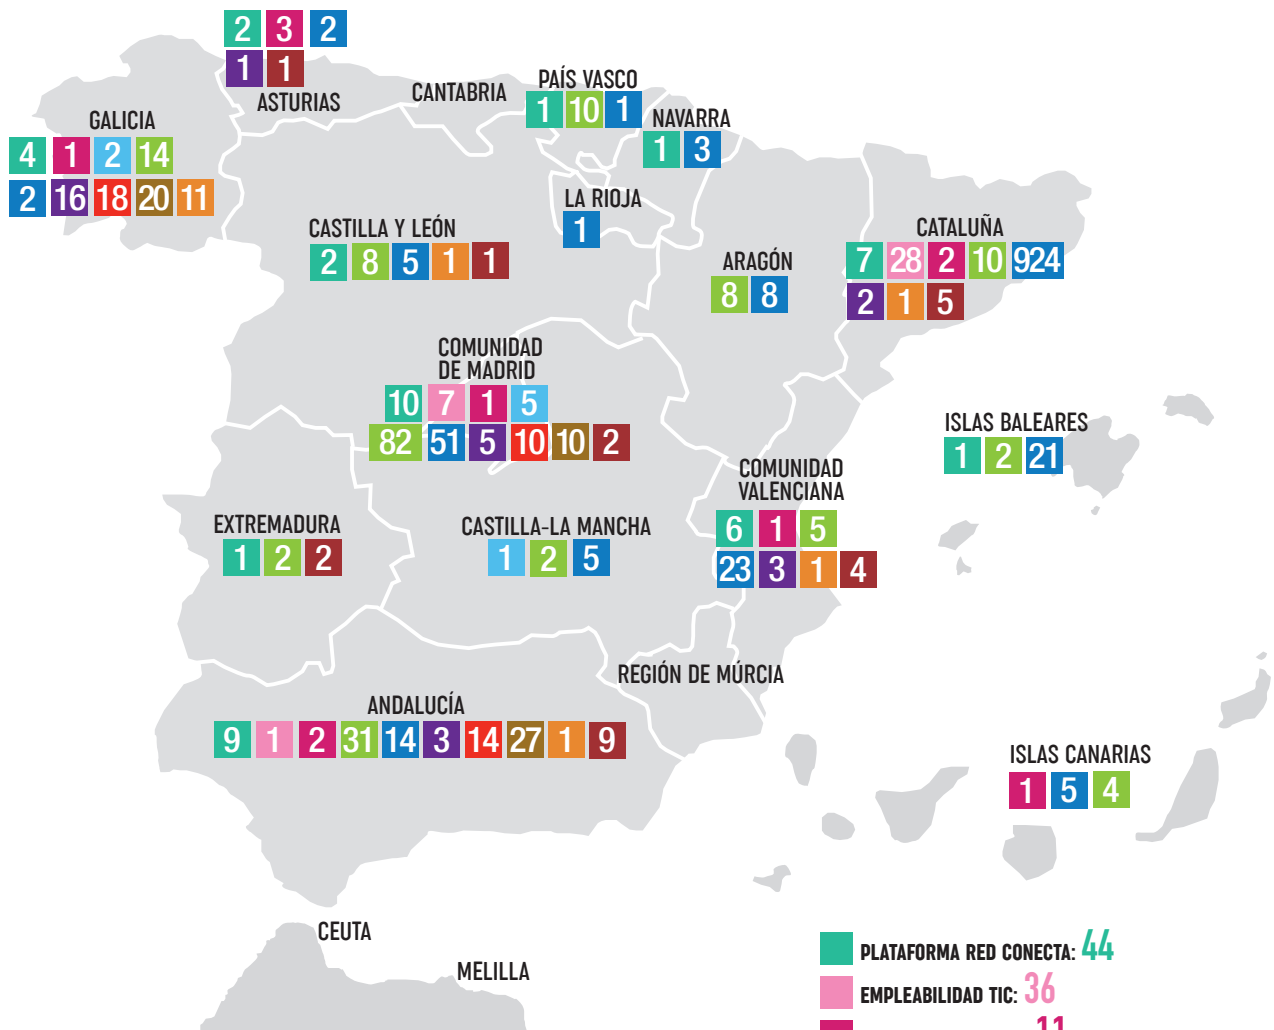 2 3 2
1 1
ASTURIAS
CANTABRIA
PAÍS VASCO
1 10 1
NAVARRA
1 3
GALICIA
4 1 2 14
2 16 18 20 11
LA RIOJA
1
CASTILLA Y LEÓN
2 8 5 1 1
ARAGÓN
8 8
CATALUÑA
7 28 2 10 924
2 1 5
COMUNIDAD
DE MADRID
10 7 1 5
82 51 5 10 10 2
ISLAS BALEARES
1 2 21
COMUNIDAD
VALENCIANA
6 1 5
23 3 1 4
EXTREMADURA
1 2 2
CASTILLA-LA MANCHA
1 2 5
REGIÓN DE MÚRCIA
ANDALUCÍA
9 1 2 31 14 3 14 27 1 9
ISLAS CANARIAS
1 5 4
CEUTA
MELILLA
PLATAFORMA RED CONECTA: 44
EMPLEABILIDAD TIC: 36
11